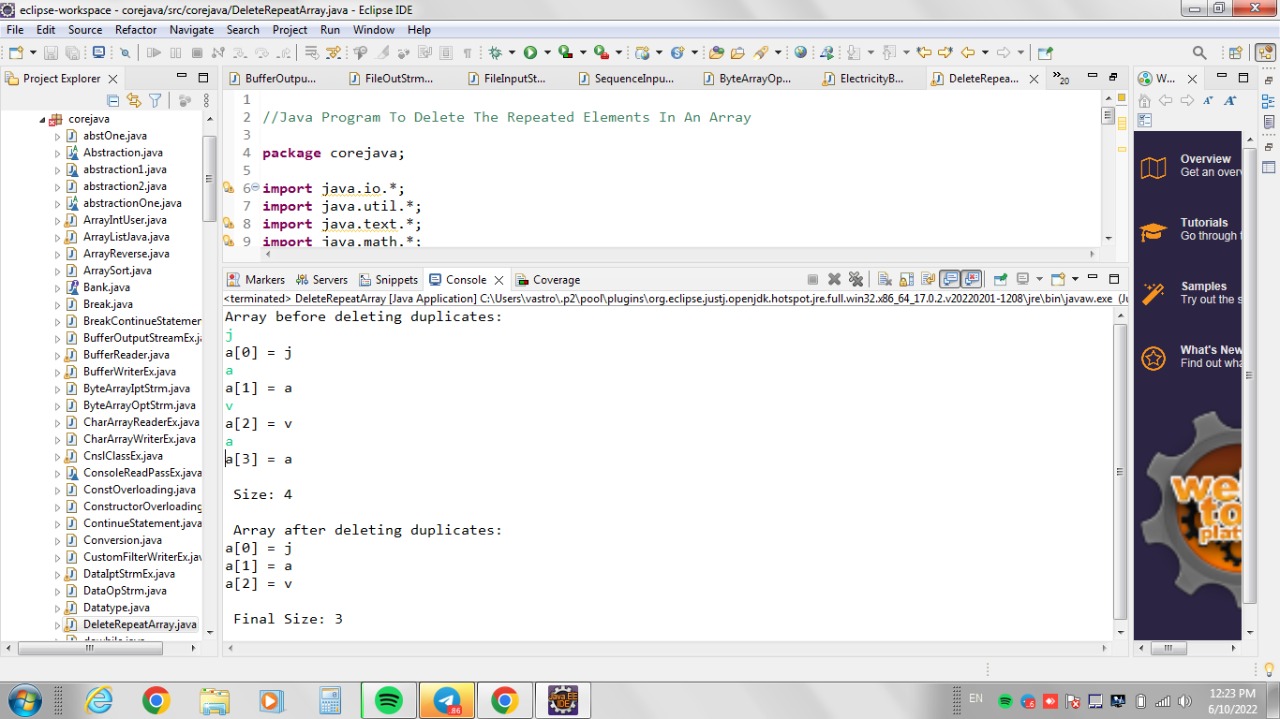 eclipse-workspace - corejava/src/corejava/DeleteRepeatArray.java - Eclipse IDE
File Edit Source Refactor Navigate Search Project Run Window Help
Project Explorer
corejava
abstOne.java
Abstraction.java
abstraction1.java
abstraction2.java
abstractionOne.java
ArrayIntUser.java
ArrayListJava.java
ArrayReverse.java
ArraySort.java
Bank.java
Break.java
BreakContinueStatemen
BufferOutputStreamEx.j
BufferReader.java
BufferWriterEx.java
ByteArrayIptStrm.java
ByteArrayOptStrm.java
CharArrayReaderEx.java
CharArrayWriterEx.java
CnslClassEx.java
ConsoleReadPassEx.java
ConstOverloading.java
ConstructorOverloading
ContinueStatement.java
Conversion.java
CustomFilterWriterEx.jav
DataIptStrmEx.java
DataOpStrm.java
Datatype.java
DeleteRepeatArray.java
BufferOutpu... FileOutStrm... FileInputSt... SequenceInpu... ByteArrayOp... ElectricityB... DeleteRepea... 20
1
2 //Java Program To Delete The Repeated Elements In An Array
3
4 package corejava;
5
6 import java.io.*;
7 import java.util.*;
8 import java.text.*;
9 import java.math.*;
Markers Servers Snippets Console Coverage
<terminated> DeleteRepeatArray [Java Application] C:\Users\vastro_.p2\pool\plugins\org.eclipse.justj.openjdk.hotspot.jre.full.win32.x86_64_17.0.2.v20220201-1208\jre\bin\javaw.exe (Ju
Array before deleting duplicates:
j
a[0] = j
a
a[1] = a
v
a[2] = v
a
a[3] = a
Size: 4
Array after deleting duplicates:
a[0] = j
a[1] = a
a[2] = v
Final Size: 3
W...
Overview
Get an over
Tutorials
Go through t
Samples
Try out the s
What's New
Find out wha
we
to
plat
EN
12:23 PM
6/10/2022